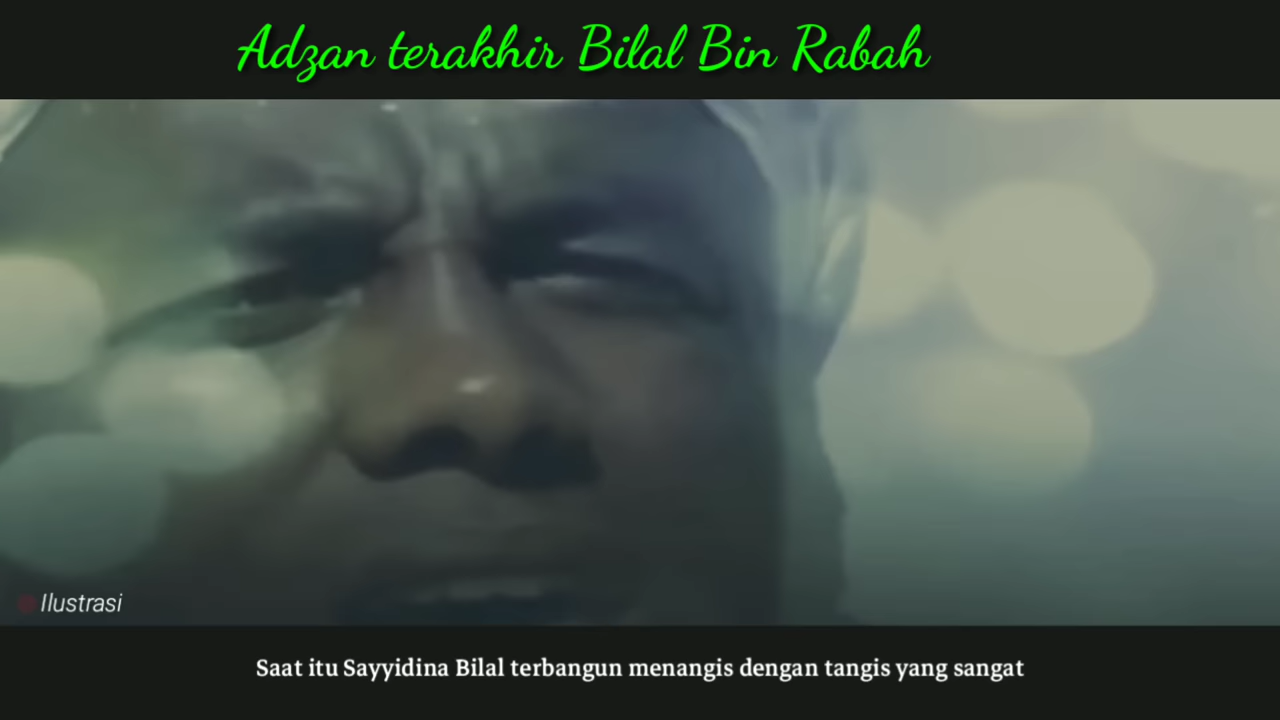 Adzan terakhir Bilal Bin Rabah
Ilustrasi
Saat itu Sayyidina Bilal terbangun menangis dengan tangis yang sangat